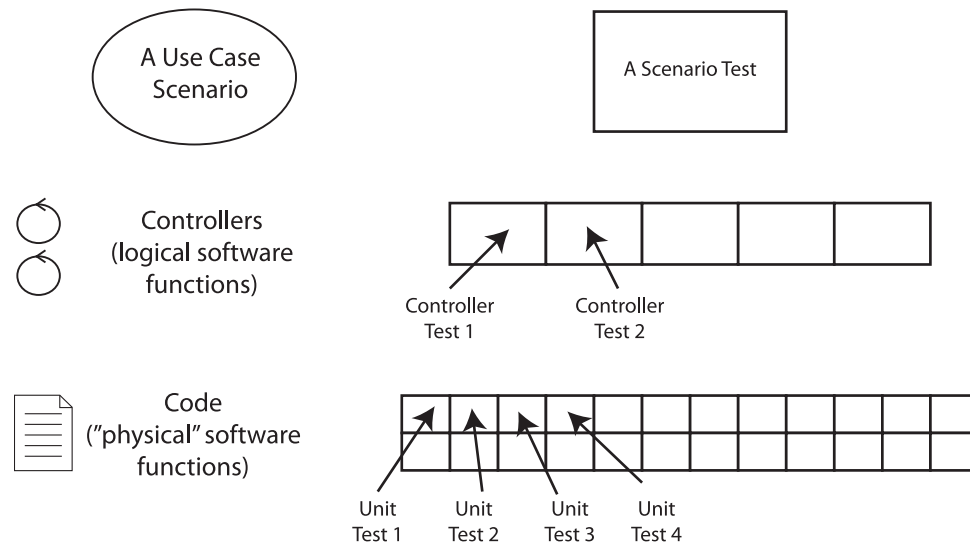 A Use Case
Scenario
A Scenario Test
Controllers
(logical software
functions)
Controller
Test 1
Controller
Test 2
Code
("physical" software
functions)
Unit
Test 1
Unit
Test 2
Unit
Test 3
Unit
Test 4